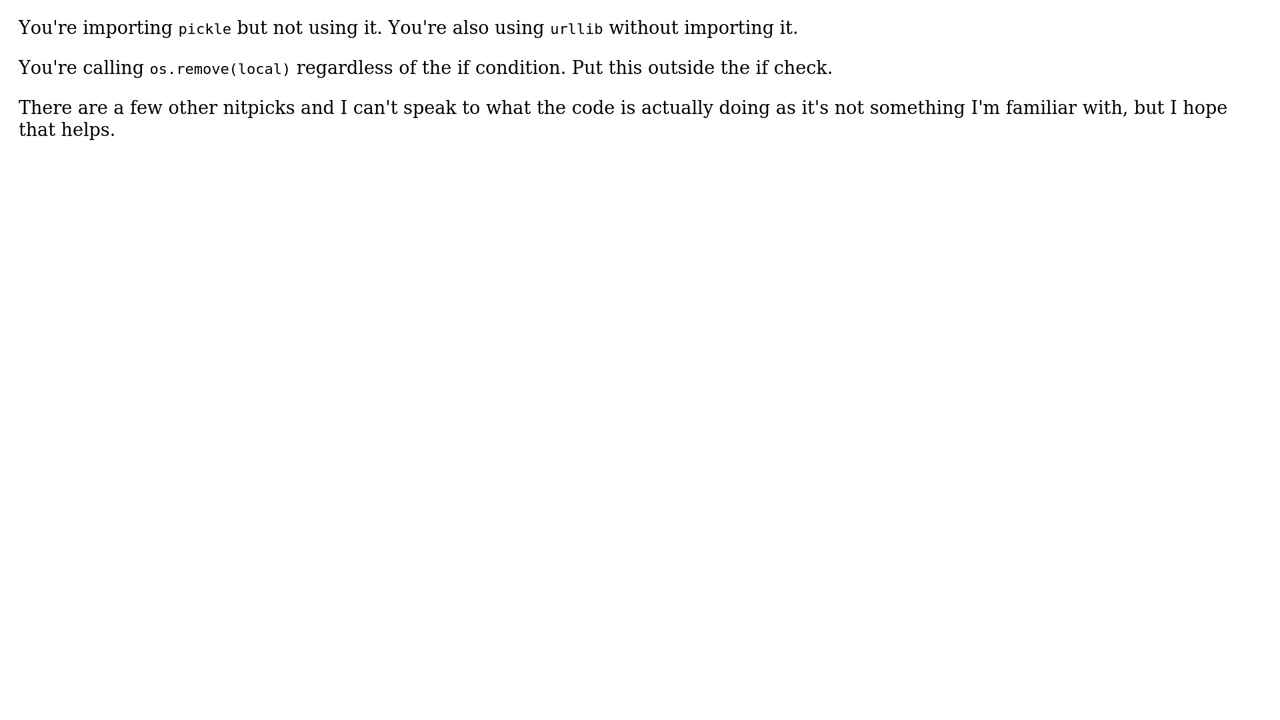 You're importing pickle but not using it. You're also using urllib without importing it.
You're calling os.remove(local) regardless of the if condition. Put this outside the if check.
There are a few other nitpicks and I can't speak to what the code is actually doing as it's not something I'm familiar with, but I hope
that helps.